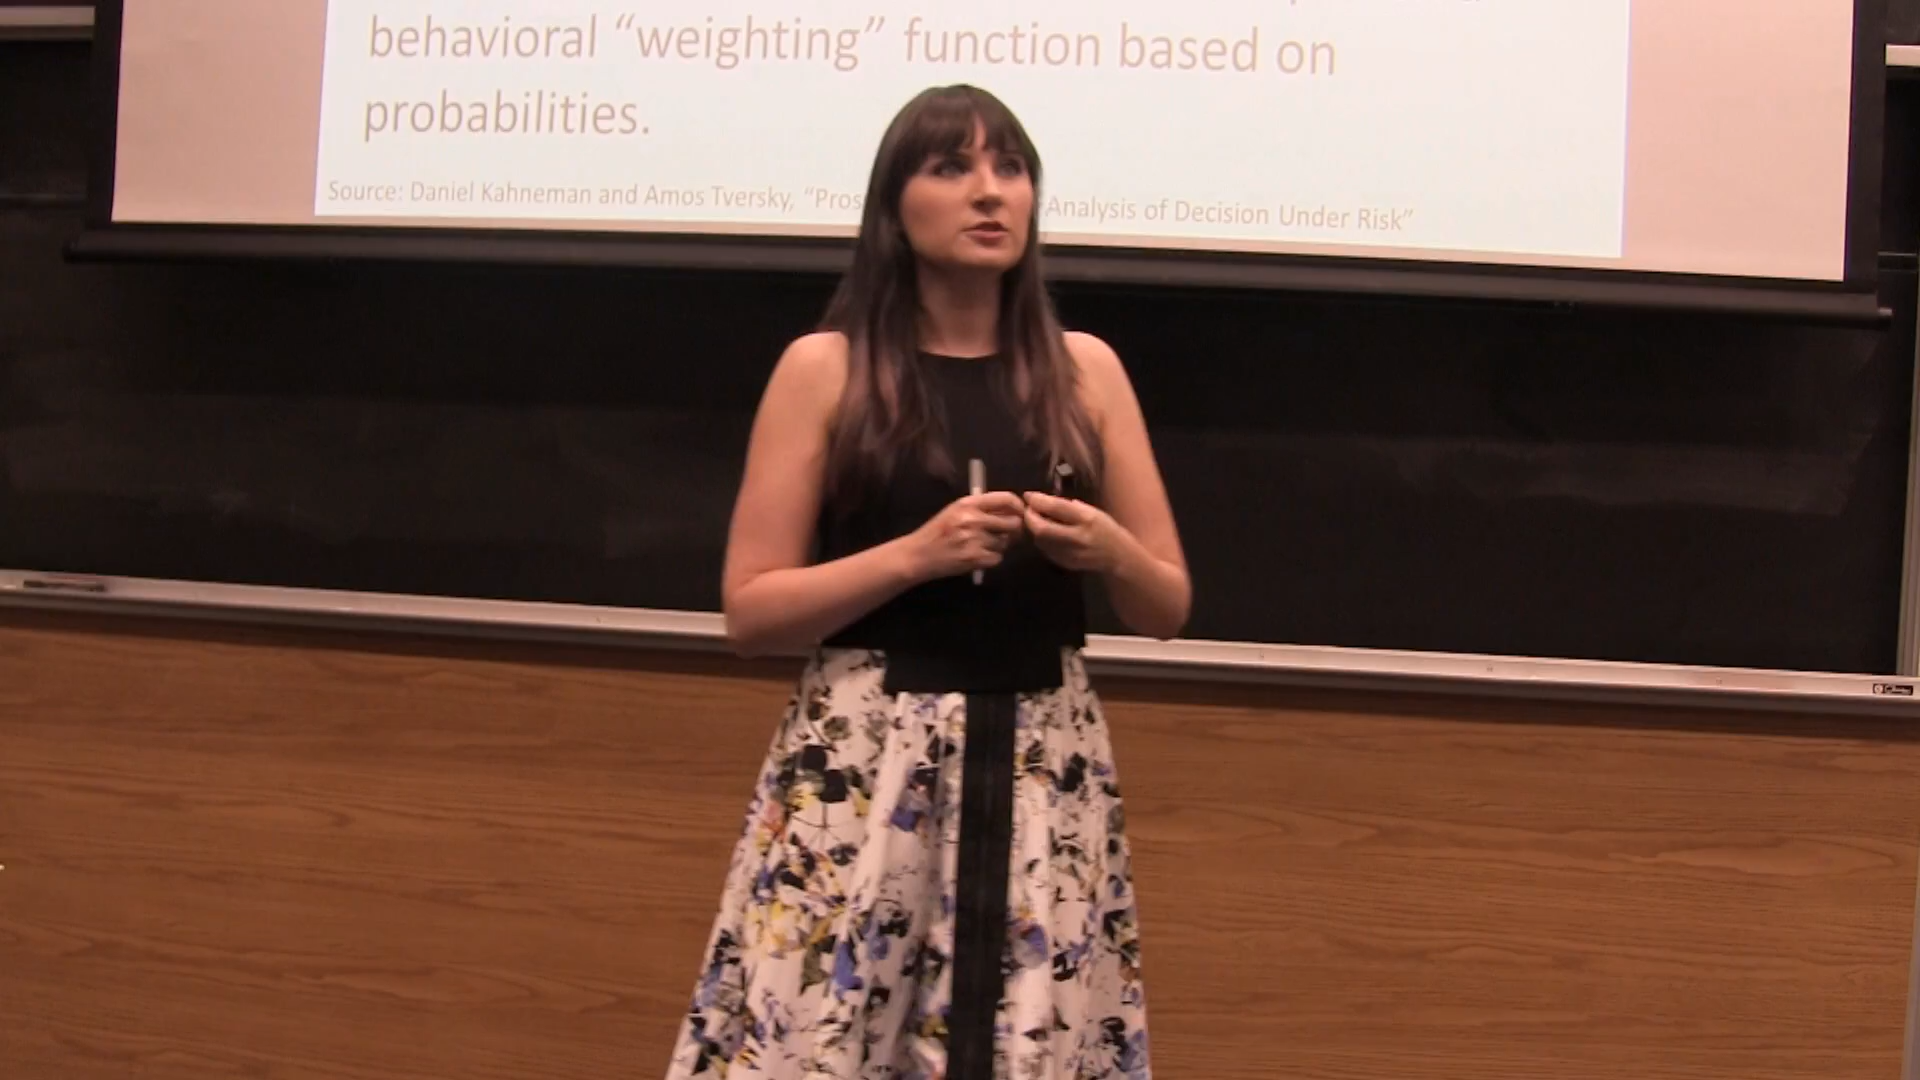 behavioral “weighting” function based on
probabilities.
Source: Daniel Kahneman and Amos Tversky, “Pros Analysis of Decision Under Risk”